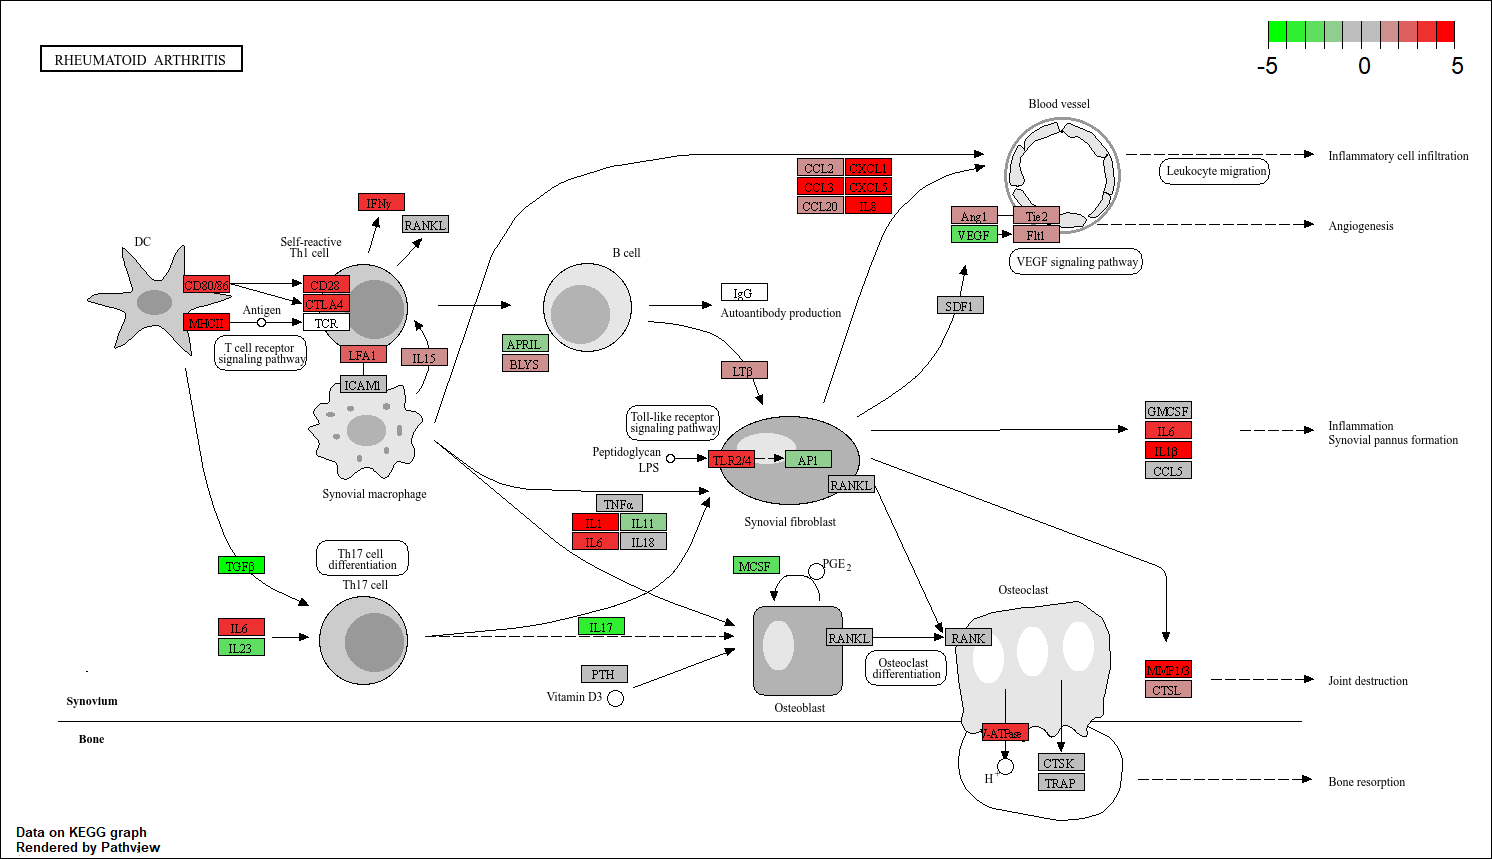 RHEUMATOID ARTHRITIS
-5 0 5
Blood vessel
Inflammatory cell infiltration
Leukocyte migration
CCL2 CXCL1
CCL3 CXCL5
CCL20 IL8
Ang1 Tie2
VEGF Flt1
Angiogenesis
VEGF signaling pathway
IFNγ
RANKL
DC
Self-reactive
Th1 cell
B cell
CD80/86
CD28
CTLA4
Antigen
MHCII
TCR
T cell receptor
signaling pathway
LFA1
IL15
ICAM1
IgG
Autoantibody production
SDF1
APRIL
BLYS
LTβ
Toll-like receptor
signaling pathway
Peptidoglycan
LPS
TLR2/4
AP1
RANKL
Synovial fibroblast
GMCSF
IL6
IL1β
CCL5
Inflammation
Synovial pannus formation
Synovial macrophage
TNFα
IL1 IL11
IL6 IL18
TGFβ
Th17 cell
differentiation
Th17 cell
MCSF
PGE2
Osteoclast
IL6
IL23
IL17
RANKL
RANK
Osteoclast
differentiation
PTH
Vitamin D3
Osteoblast
MMP1/3
CTSL
Joint destruction
Synovium
Bone
V-ATPase
H+
CTSK
TRAP
Bone resorption
Data on KEGG graph
Rendered by Pathview